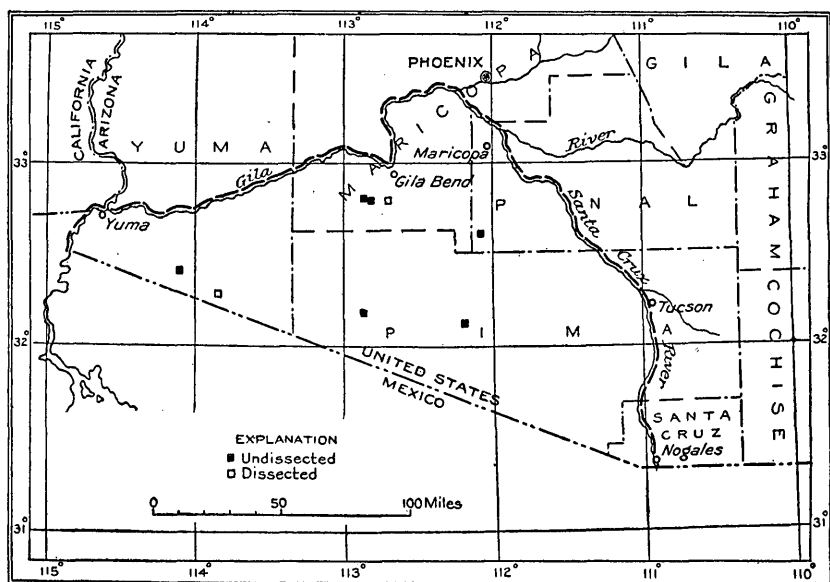 115° 114° 113° 112° 111° 110°
PHOENIX
G I L A
CALIFORNIA
ARIZONA
Y U M A
M A R I C O P A
33° 33°
Gila River
Maricopa
Gila Bend
G R A H A M
P I N A L
Yuma
Santa Cruz River
Tucson
32° 32°
P I M A
C O C H I S E
UNITED STATES
MEXICO
SANTA
CRUZ
Nogales
EXPLANATION
Undissected
Dissected
0 50 100 Miles
31° 31°
115° 114° 113° 112° 111° 110°